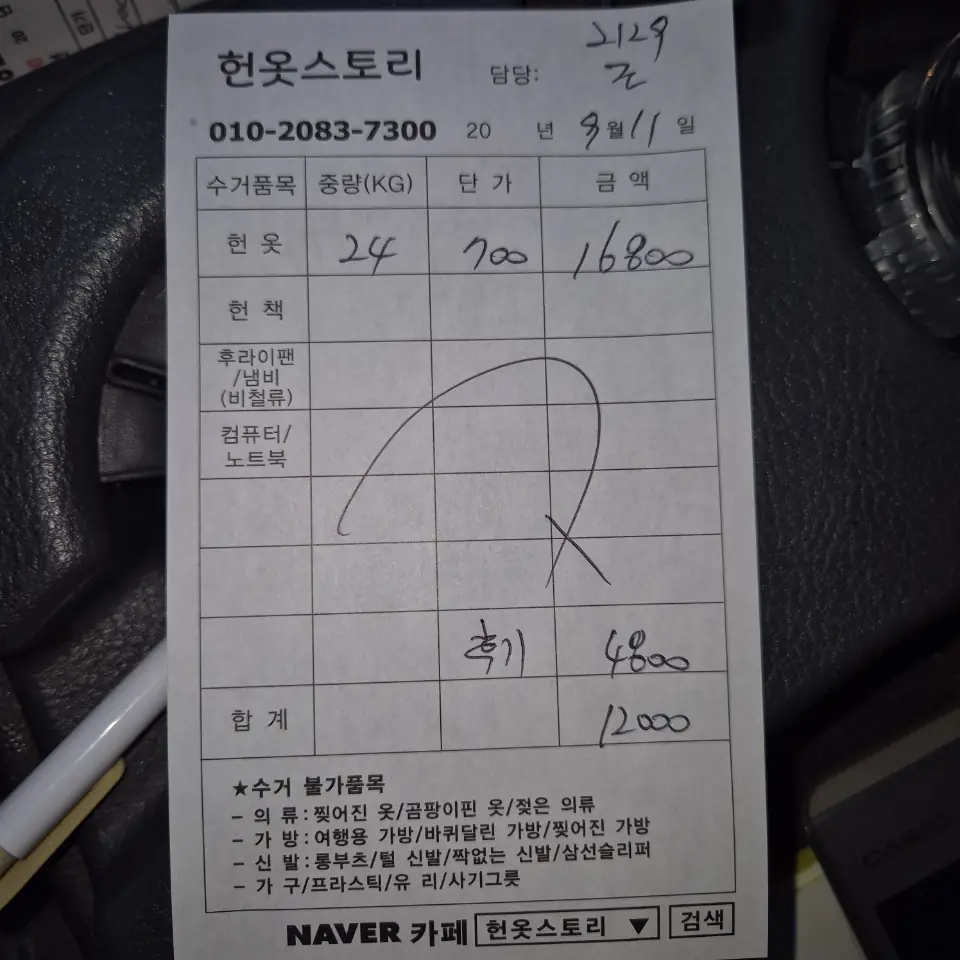 헌옷스토리 담당:
010-2083-7300 20 년 9월 11 일
수거품목 중량(KG) 단 가 금 액
헌 옷 24 700 16800
헌 책
후라이팬
/냄비
(비철류)
컴퓨터/
노트북
후기 4800
합 계 12000
★수거 불가품목
- 의 류:찢어진 옷/곰팡이핀 옷/젖은 의류
- 가 방:여행용 가방/바퀴달린 가방/찢어진 가방
- 신 발:롱부츠/털 신발/짝없는 신발/삼선슬리퍼
- 가 구/프라스틱/유 리/사기그릇
NAVER 카페 헌옷스토리 ▼ 검색